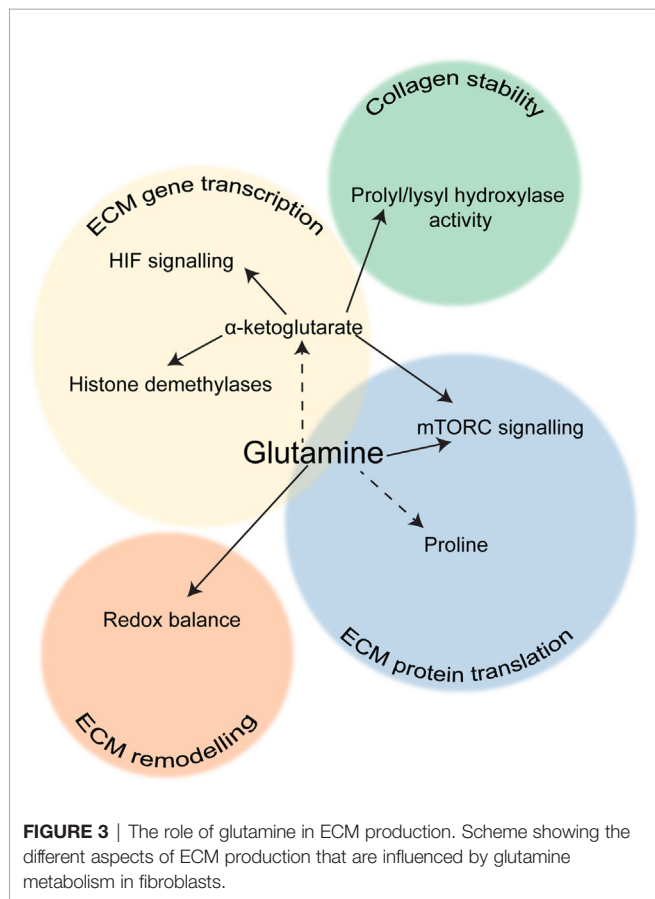 Collagen stability
Prolyl/lysyl hydroxylase
activity
ECM gene transcription
HIF signalling
α-ketoglutarate
Histone demethylases
mTORC signalling
Glutamine
Proline
Redox balance
ECM protein translation
ECM remodelling
FIGURE 3 | The role of glutamine in ECM production. Scheme showing the
different aspects of ECM production that are influenced by glutamine
metabolism in fibroblasts.